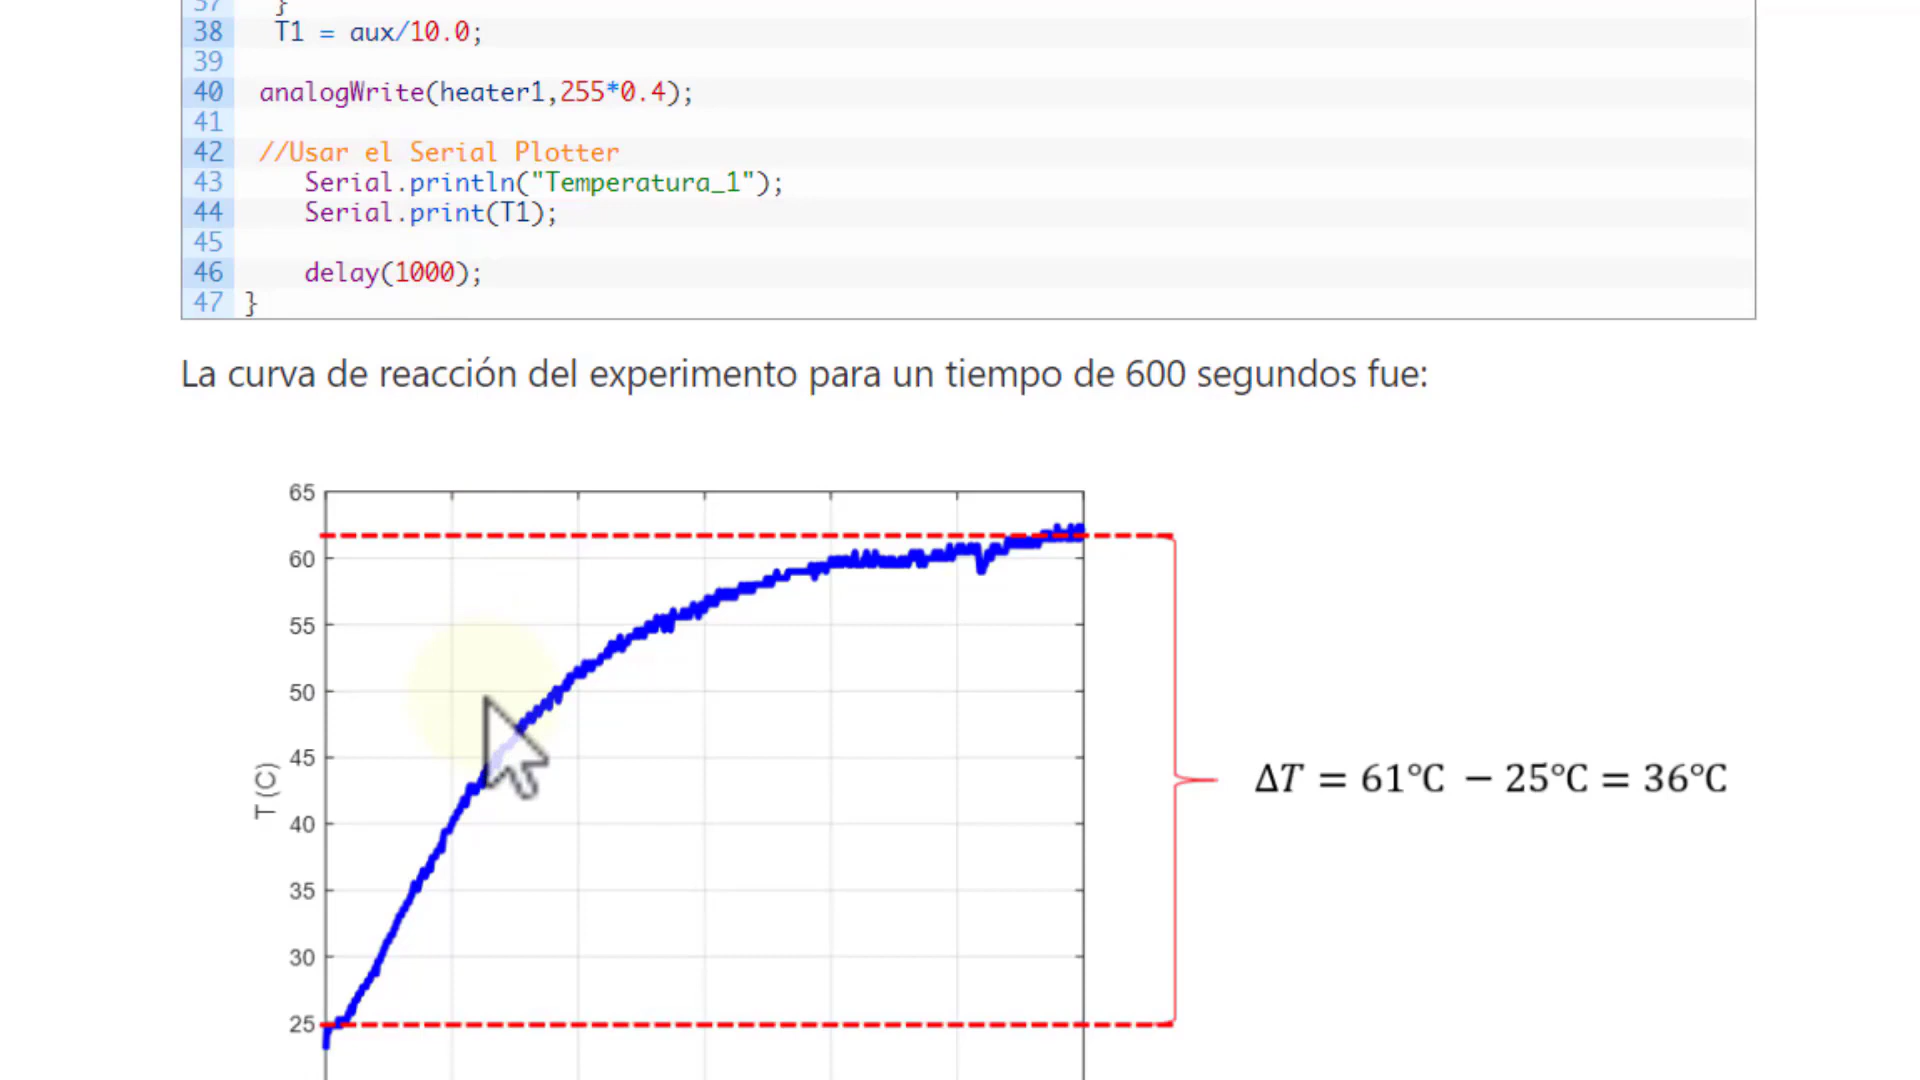 37 }
38 T1 = aux/10.0;
39
40 analogWrite(heater1,255*0.4);
41
42 //Usar el Serial Plotter
43 Serial.println("Temperatura_1");
44 Serial.print(T1);
45
46 delay(1000);
47 }
La curva de reacción del experimento para un tiempo de 600 segundos fue:
65
60
55
50
45
40
35
30
25
T (C)
ΔT = 61℃ − 25℃ = 36℃